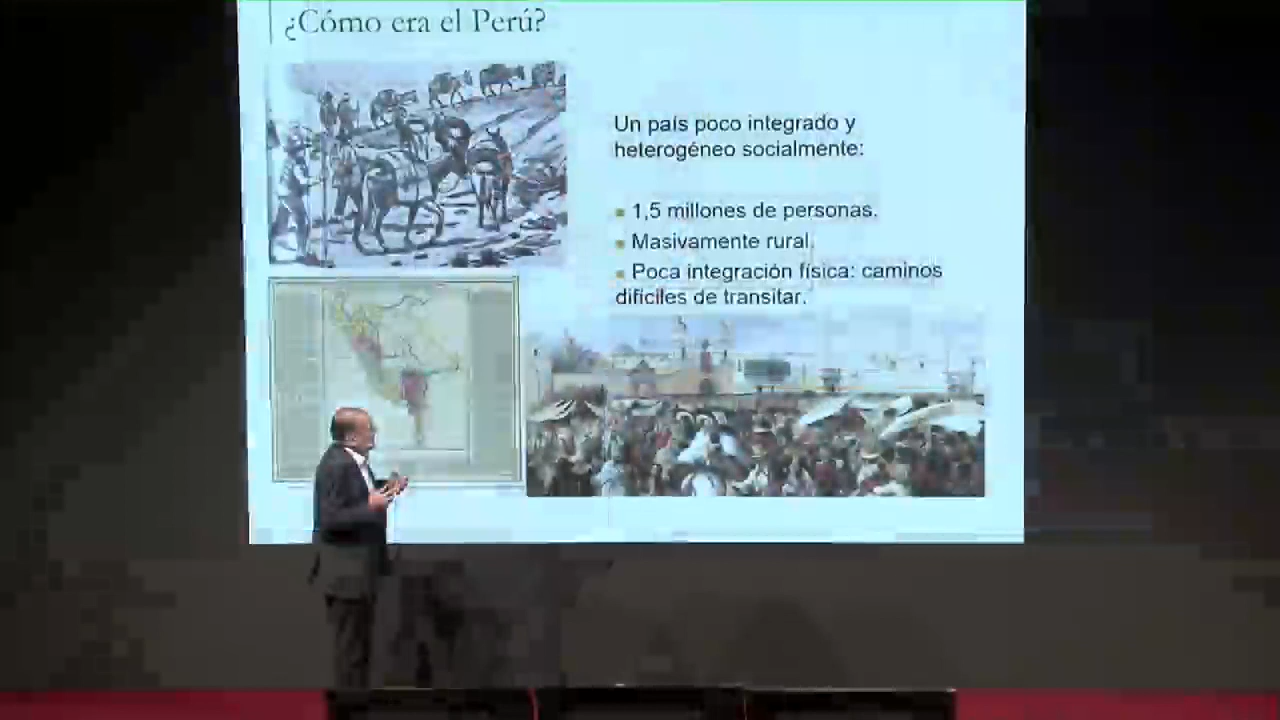 ¿Cómo era el Perú?
Un país poco integrado y
heterogéneo socialmente:
1,5 millones de personas.
Masivamente rural.
Poca integración física: caminos
difíciles de transitar.